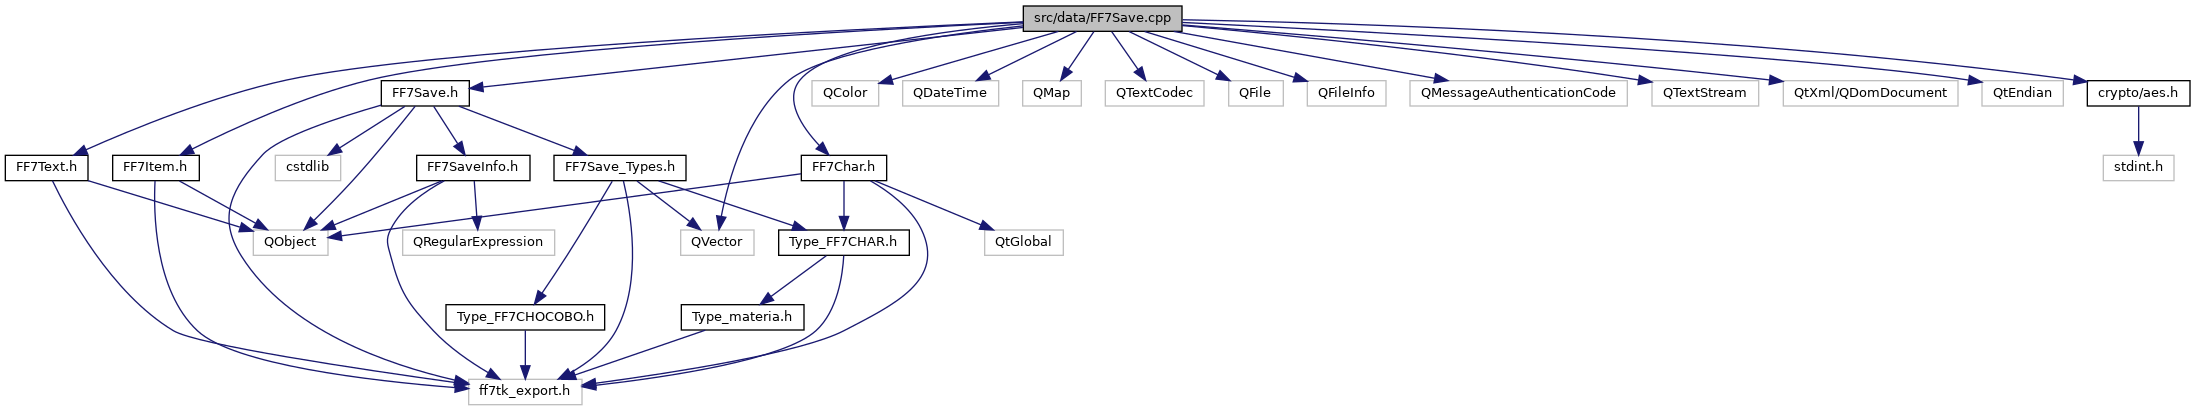 src/data/FF7Save.cpp
FF7Save.h
QColor
QDateTime
QMap
QTextCodec
QFile
QFileInfo
QMessageAuthenticationCode
QTextStream
QtXml/QDomDocument
QtEndian
crypto/aes.h
FF7Text.h
FF7Item.h
cstdlib
FF7SaveInfo.h
FF7Save_Types.h
FF7Char.h
stdint.h
QObject
QRegularExpression
QVector
Type_FF7CHAR.h
QtGlobal
Type_FF7CHOCOBO.h
Type_materia.h
ff7tk_export.h